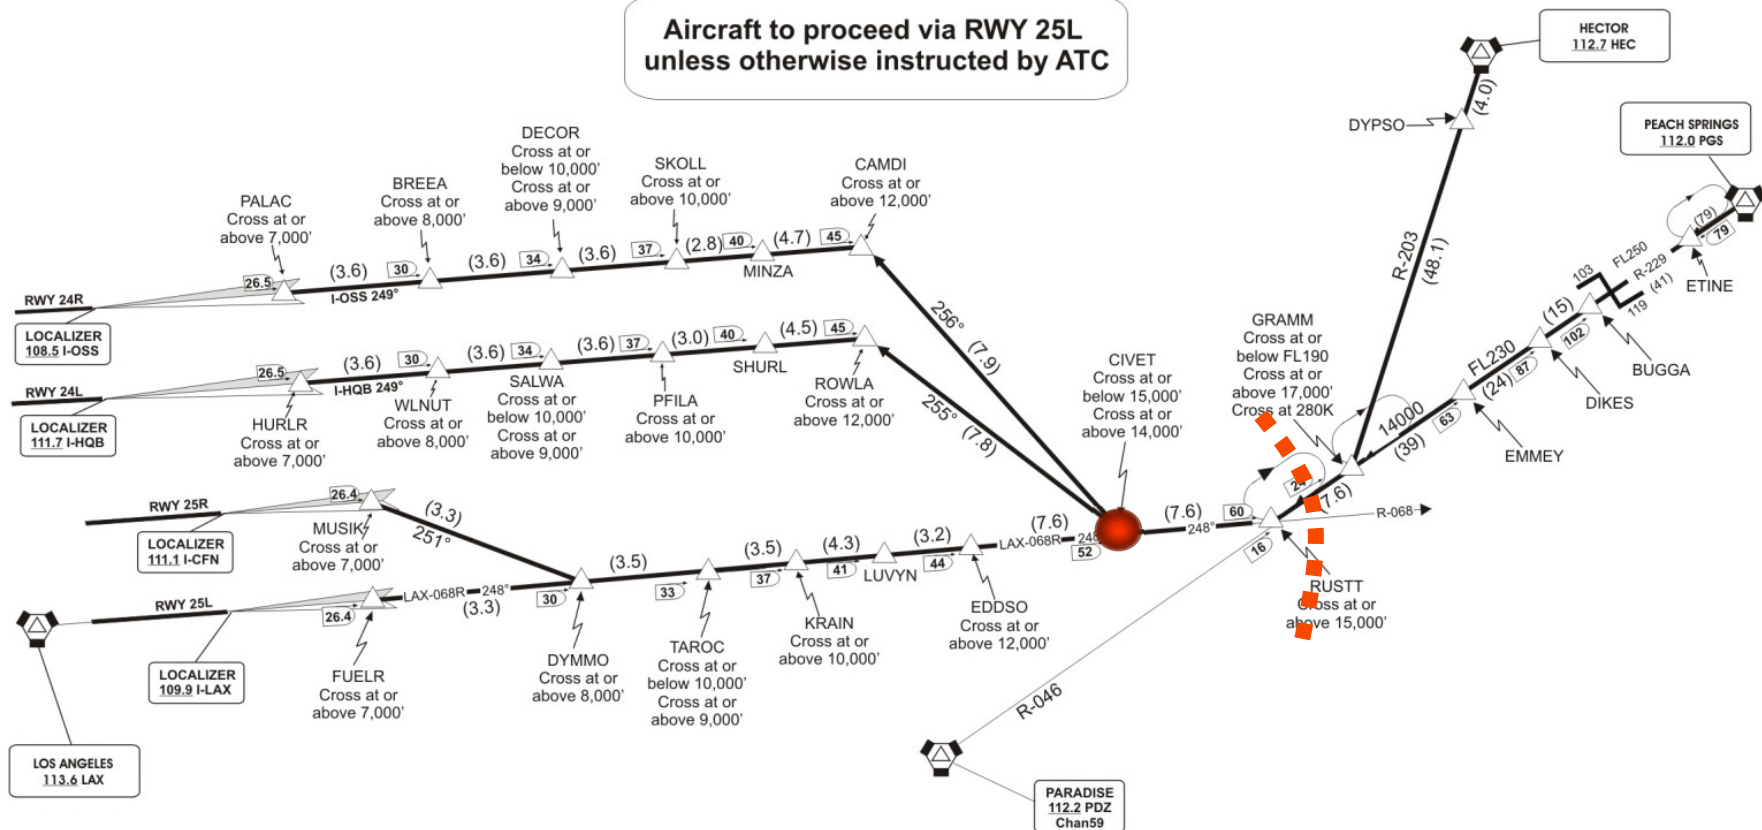 Aircraft to proceed via RWY 25L
unless otherwise instructed by ATC
HECTOR
112.7 HEC
(4.0)
DYPSO
PEACH SPRINGS
112.0 PGS
(79)
79
ETINE
FL250
R-229
(41)
103
119
BUGGA
(15)
102
DIKES
FL230
(24)
87
EMMEY
63
14000
(39)
R-203
(48.1)
GRAMM
Cross at or
below FL190
Cross at or
above 17,000’
Cross at 280K
(7.6)
R-068
RUSTT
Cross at or
above 15,000’
60
16
(7.6)
248°
CIVET
Cross at or
below 15,000’
Cross at or
above 14,000’
256°
(7.9)
255°
(7.8)
CAMDI
Cross at or
above 12,000’
45
(4.7)
MINZA
40
(2.8)
SKOLL
Cross at or
above 10,000’
37
(3.6)
DECOR
Cross at or
below 10,000’
Cross at or
above 9,000’
34
(3.6)
BREEA
Cross at or
above 8,000’
30
(3.6)
I-OSS 249°
PALAC
Cross at or
above 7,000’
26.5
RWY 24R
LOCALIZER
108.5 I-OSS
ROWLA
Cross at or
above 12,000’
45
(4.5)
SHURL
40
(3.0)
PFILA
Cross at or
above 10,000’
37
(3.6)
SALWA
Cross at or
below 10,000’
Cross at or
above 9,000’
34
(3.6)
WLNUT
Cross at or
above 8,000’
30
(3.6)
I-HQB 249°
HURLR
Cross at or
above 7,000’
26.5
RWY 24L
LOCALIZER
111.7 I-HQB
RWY 25R
LOCALIZER
111.1 I-CFN
26.4
MUSIK
Cross at or
above 7,000’
(3.3)
251°
(7.6)
LAX-068R
52
EDDSO
Cross at or
above 12,000’
44
(3.2)
LUVYN
41
(4.3)
KRAIN
Cross at or
above 10,000’
37
(3.5)
TAROC
Cross at or
below 10,000’
Cross at or
above 9,000’
33
(3.5)
DYMMO
Cross at or
above 8,000’
30
LAX-068R 248°
(3.3)
FUELR
Cross at or
above 7,000’
26.4
RWY 25L
LOCALIZER
109.9 I-LAX
LOS ANGELES
113.6 LAX
R-046
PARADISE
112.2 PDZ
Chan59